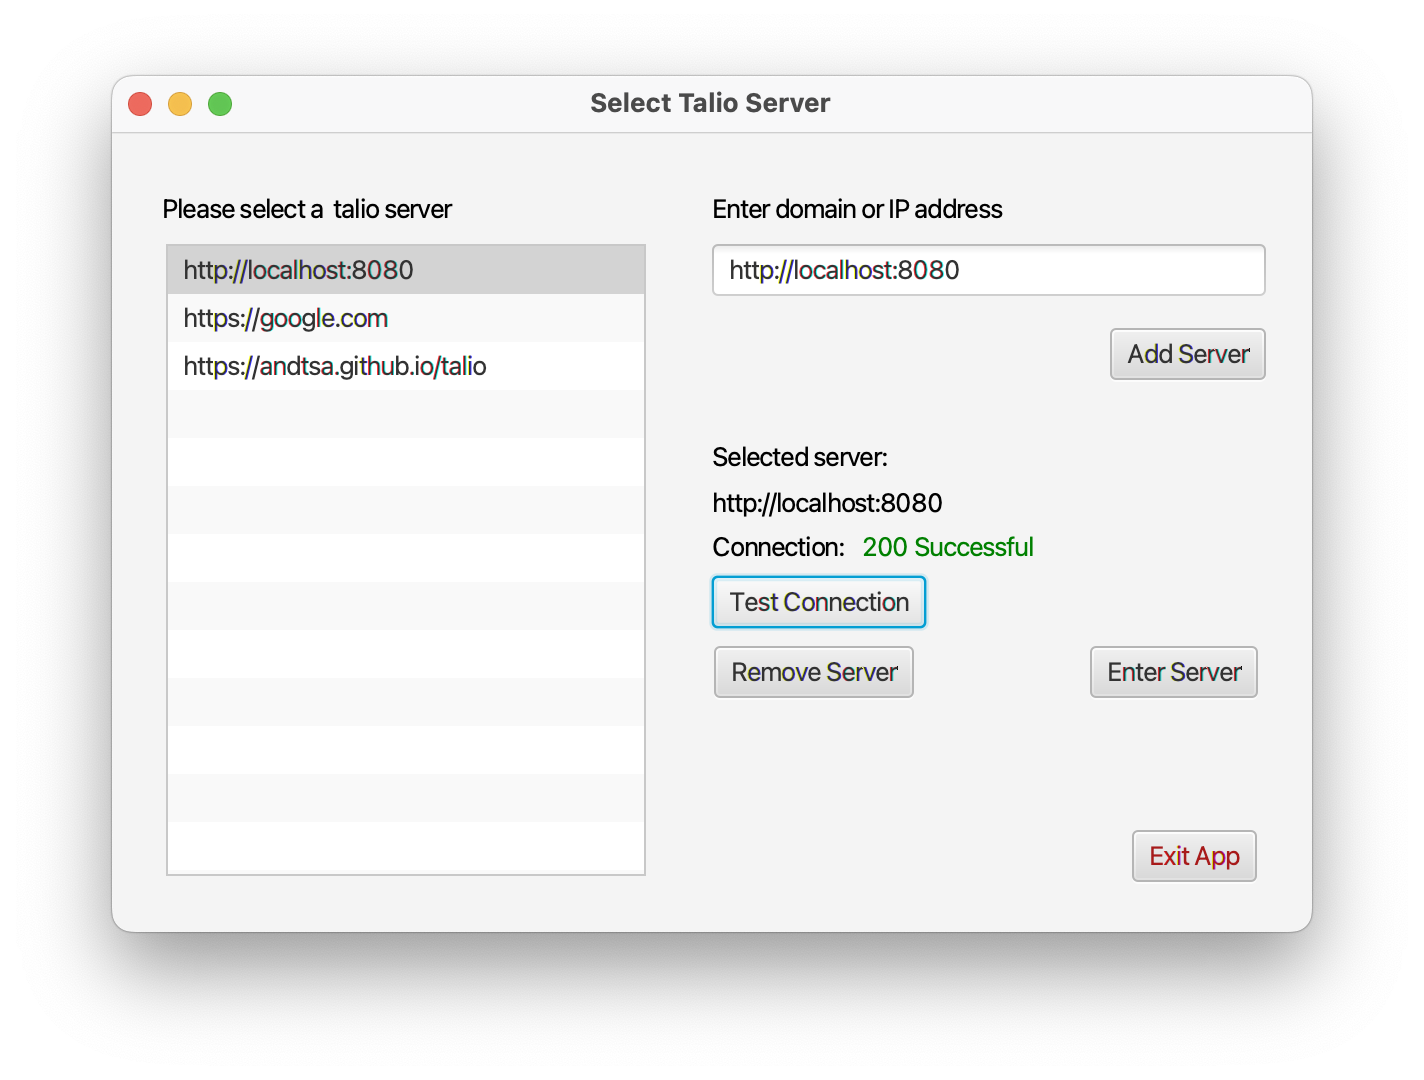 Select Talio Server
Please select a  talio server
http://localhost:8080
https://google.com
https://andtsa.github.io/talio
Enter domain or IP address
http://localhost:8080
Add Server
Selected server:
http://localhost:8080
Connection: 200 Successful
Test Connection
Remove Server
Enter Server
Exit App